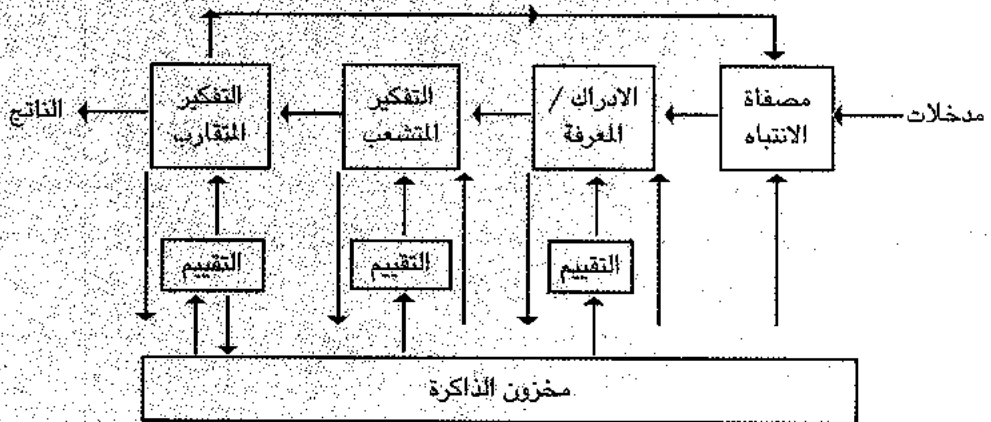 مدخلات
مصفاة
الانتباه
الادراك /
المعرفة
التفكير
المتشعب
التفكير
المتقارب
الناتج
التقييم
التقييم
التقييم
مخزون الذاكرة